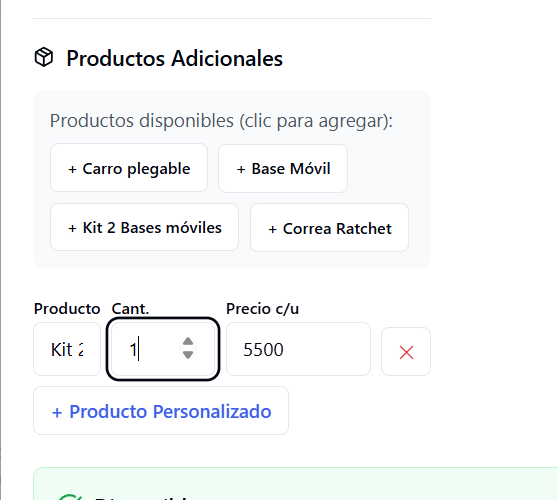 Productos Adicionales
Productos disponibles (clic para agregar):
+ Carro plegable + Base Móvil
+ Kit 2 Bases móviles + Correa Ratchet
Producto Cant. Precio c/u
Kit 2 1 5500
+ Producto Personalizado